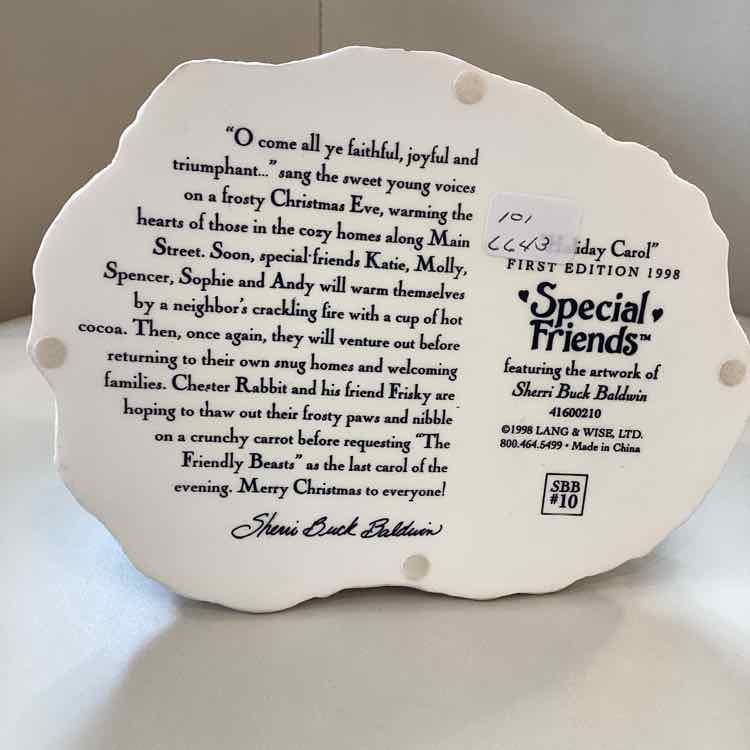 "O come all ye faithful, joyful and
triumphant..." sang the sweet young voices
on a frosty Christmas Eve, warming the
hearts of those in the cozy homes along Main
Street. Soon, special friends Katie, Molly,
Spencer, Sophie and Andy will warm themselves
by a neighbor's crackling fire with a cup of hot
cocoa. Then, once again, they will venture out before
returning to their own snug homes and welcoming
families. Chester Rabbit and his friend Frisky are
hoping to thaw out their frosty paws and nibble
on a crunchy carrot before requesting "The
Friendly Beasts" as the last carol of the
evening. Merry Christmas to everyone!
Sherri Buck Baldwin
101
6643
iday Carol"
FIRST EDITION 1998
Special
Friends™
featuring the artwork of
Sherri Buck Baldwin
41600210
©1998 LANG & WISE, LTD.
800.464.5499 • Made in China
SBB
#10